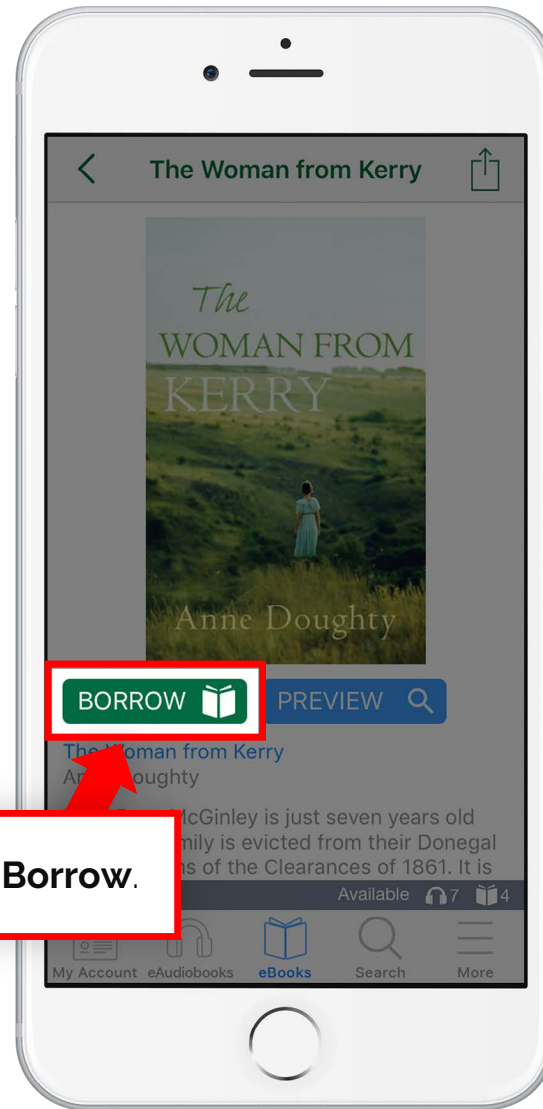 The Woman from Kerry
The
WOMAN FROM
KERRY
Anne Doughty
BORROW
PREVIEW
The Woman from Kerry
Doughty
McGinley is just seven years old
is evicted from their Donegal
of the Clearances of 1861. It is
Borrow.
Available 7 4
My Account eAudiobooks eBooks Search More